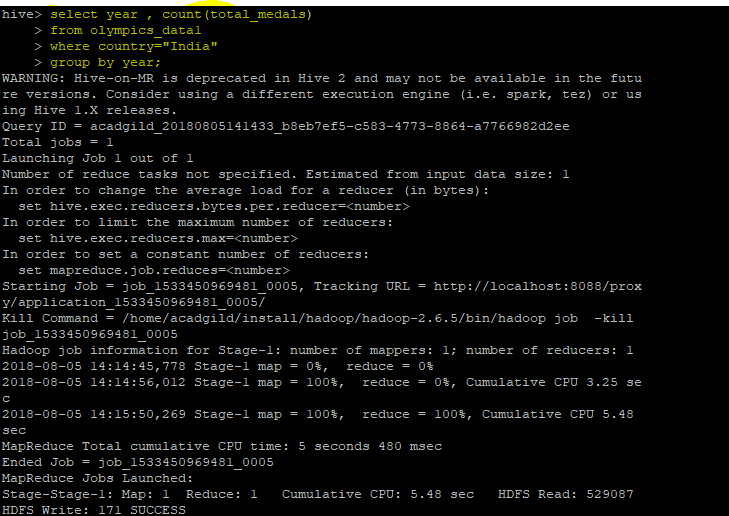 hive> select year , count(total_medals)
    > from olympics_data1
    > where country="India"
    > group by year;
WARNING: Hive-on-MR is deprecated in Hive 2 and may not be available in the futu
re versions. Consider using a different execution engine (i.e. spark, tez) or us
ing Hive 1.X releases.
Query ID = acadgild_20180805141433_b8eb7ef5-c583-4773-8864-a7766982d2ee
Total jobs = 1
Launching Job 1 out of 1
Number of reduce tasks not specified. Estimated from input data size: 1
In order to change the average load for a reducer (in bytes):
  set hive.exec.reducers.bytes.per.reducer=<number>
In order to limit the maximum number of reducers:
  set hive.exec.reducers.max=<number>
In order to set a constant number of reducers:
  set mapreduce.job.reduces=<number>
Starting Job = job_1533450969481_0005, Tracking URL = http://localhost:8088/prox
y/application_1533450969481_0005/
Kill Command = /home/acadgild/install/hadoop/hadoop-2.6.5/bin/hadoop job  -kill
job_1533450969481_0005
Hadoop job information for Stage-1: number of mappers: 1; number of reducers: 1
2018-08-05 14:14:45,778 Stage-1 map = 0%,  reduce = 0%
2018-08-05 14:14:56,012 Stage-1 map = 100%,  reduce = 0%, Cumulative CPU 3.25 se
c
2018-08-05 14:15:50,269 Stage-1 map = 100%,  reduce = 100%, Cumulative CPU 5.48
sec
MapReduce Total cumulative CPU time: 5 seconds 480 msec
Ended Job = job_1533450969481_0005
MapReduce Jobs Launched:
Stage-Stage-1: Map: 1  Reduce: 1   Cumulative CPU: 5.48 sec   HDFS Read: 529087
HDFS Write: 171 SUCCESS